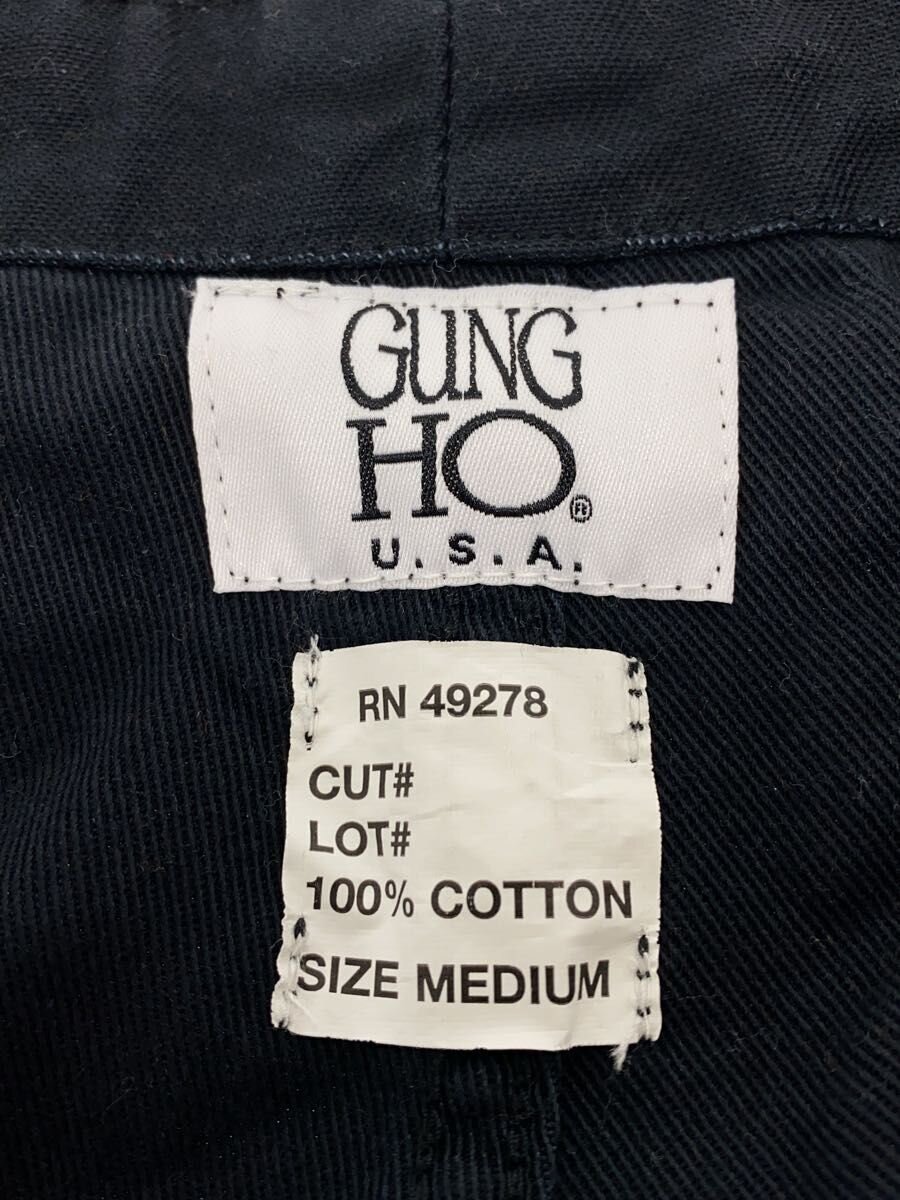 GUNG
HO®
U.S.A.
RN 49278
CUT#
LOT#
100% COTTON
SIZE MEDIUM